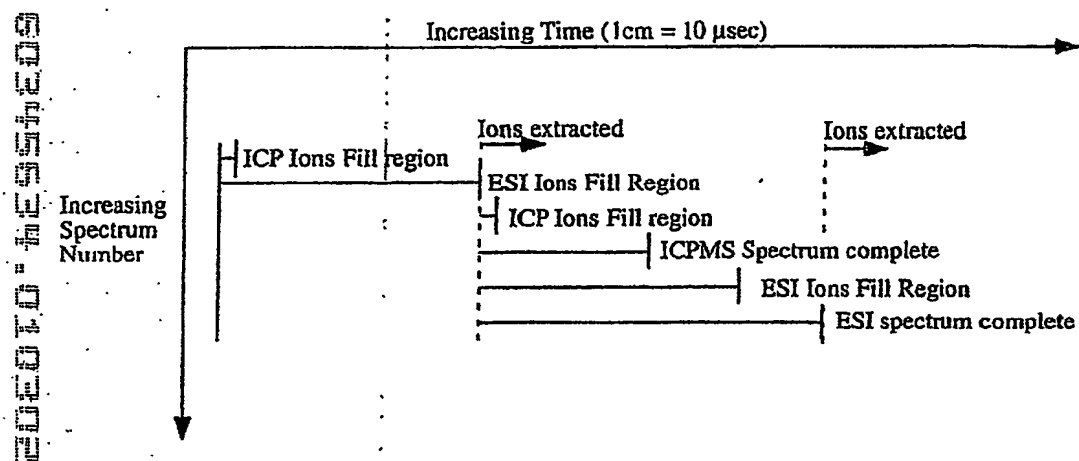 Increasing Time (1cm = 10 µsec)
Ions extracted
Ions extracted
ICP Ions Fill region
ESI Ions Fill Region
Increasing
Spectrum
Number
ICP Ions Fill region
ICPMS Spectrum complete
ESI Ions Fill Region
ESI spectrum complete